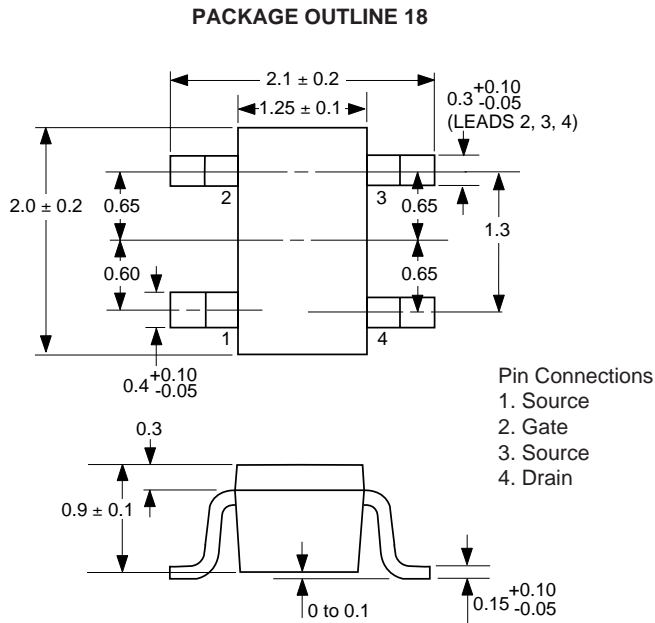 PACKAGE OUTLINE 18
2.1 ± 0.2
1.25 ± 0.1
0.3 +0.10 -0.05
(LEADS 2, 3, 4)
2
3
2.0 ± 0.2
0.65
0.65
1.3
0.60
0.65
1
4
0.4 +0.10 -0.05
Pin Connections
1. Source
2. Gate
3. Source
4. Drain
0.3
0.9 ± 0.1
0 to 0.1
0.15 +0.10 -0.05